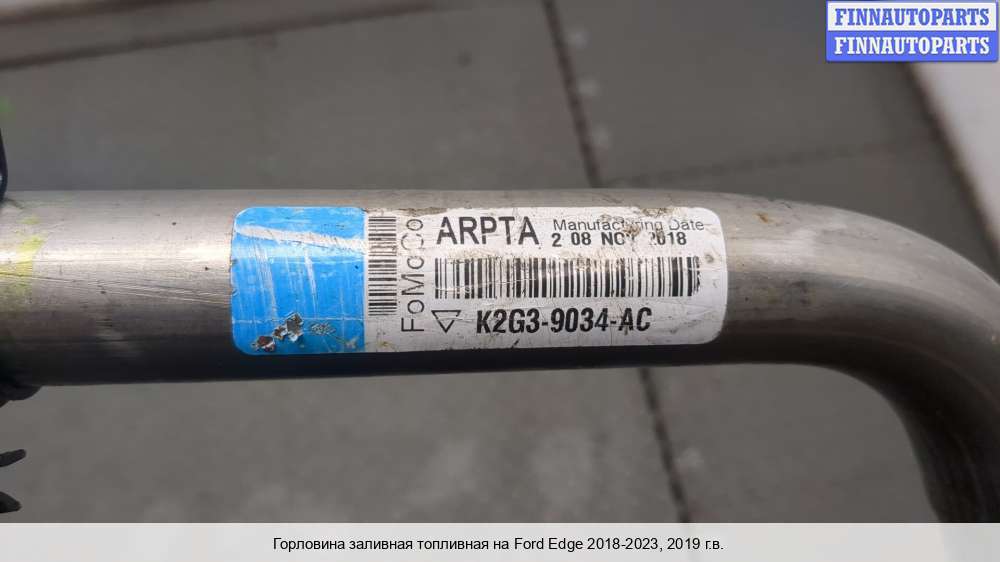 FINNAUTOPARTS
FINNAUTOPARTS
FoMoCo
ARPTA
Manufacturing Date
2 08 NOV 2018
K2G3-9034-AC
Горловина заливная топливная на Ford Edge 2018-2023, 2019 г.в.